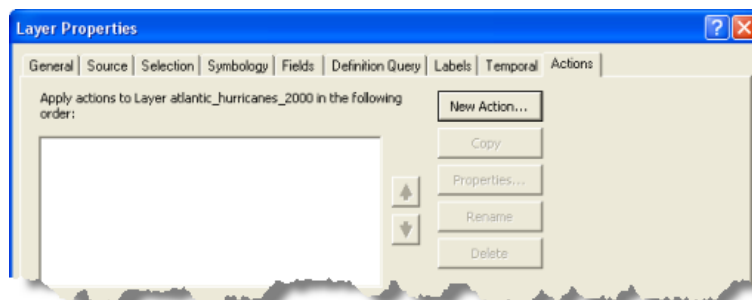 Layer Properties
General Source Selection Symbology Fields Definition Query Labels Temporal Actions
Apply actions to Layer atlantic_hurricanes_2000 in the following
order:
New Action...
Copy
Properties...
Rename
Delete